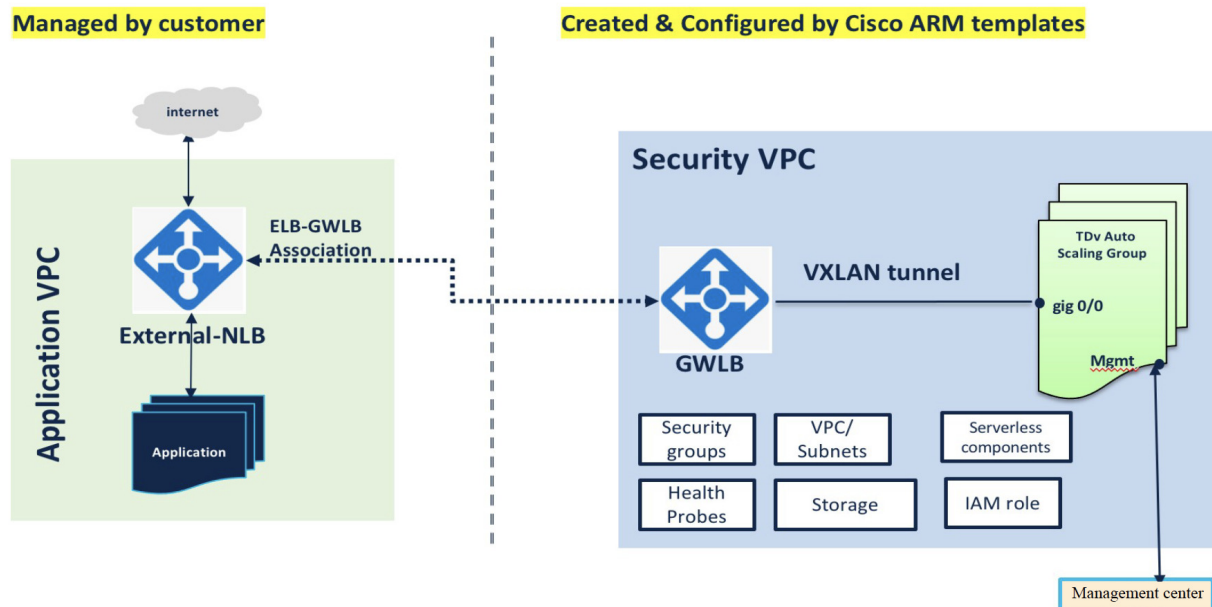 Managed by customer
Created & Configured by Cisco ARM templates
internet
Application VPC
ELB-GWLB
Association
External-NLB
Application
Security VPC
GWLB
VXLAN tunnel
TDv Auto
Scaling Group
gig 0/0
Mgmt
Security
groups
VPC/
Subnets
Serverless
components
Health
Probes
Storage
IAM role
Management center